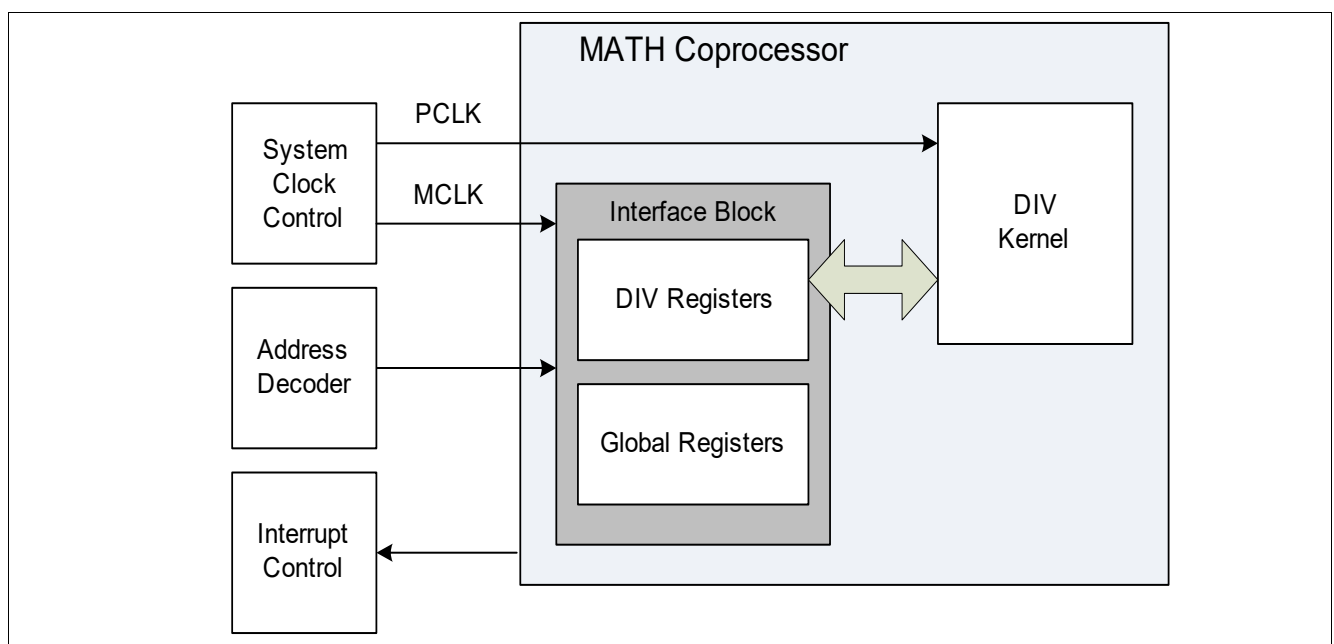 MATH Coprocessor
PCLK
System
Clock
Control
MCLK
Interface Block
DIV
Kernel
DIV Registers
Address
Decoder
Global Registers
Interrupt
Control